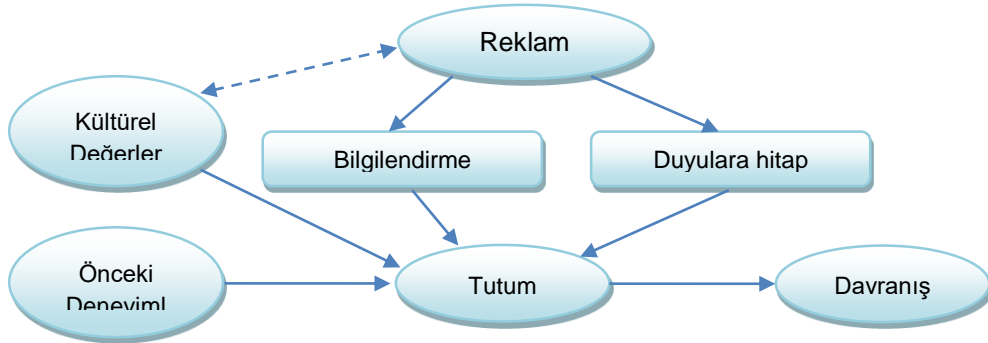 Reklam
Kültürel
Değerler
Bilgilendirme
Duyulara hitap
Önceki
Deneyiml
Tutum
Davranış